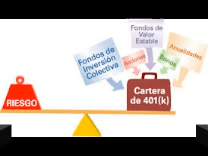 Fondos de
Valor
Estable
Fondos de
Inversión
Colectiva
Acciones
Bonos
Anualidades
RIESGO
Cartera
de 401(k)